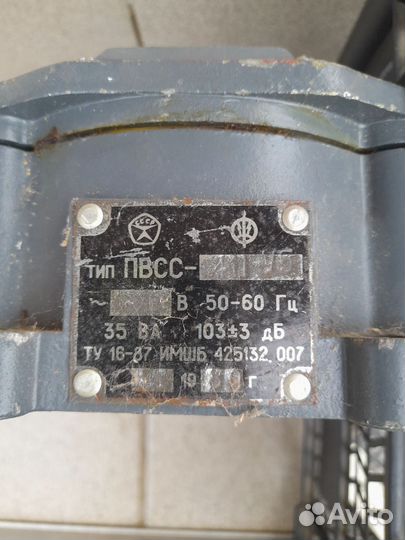 СССР
ТИП ПВСС-
~ В 50-60 Гц
35 ВА 103±3 дБ
ТУ 16-87 ИМШБ 425132.007
19 г
Avito